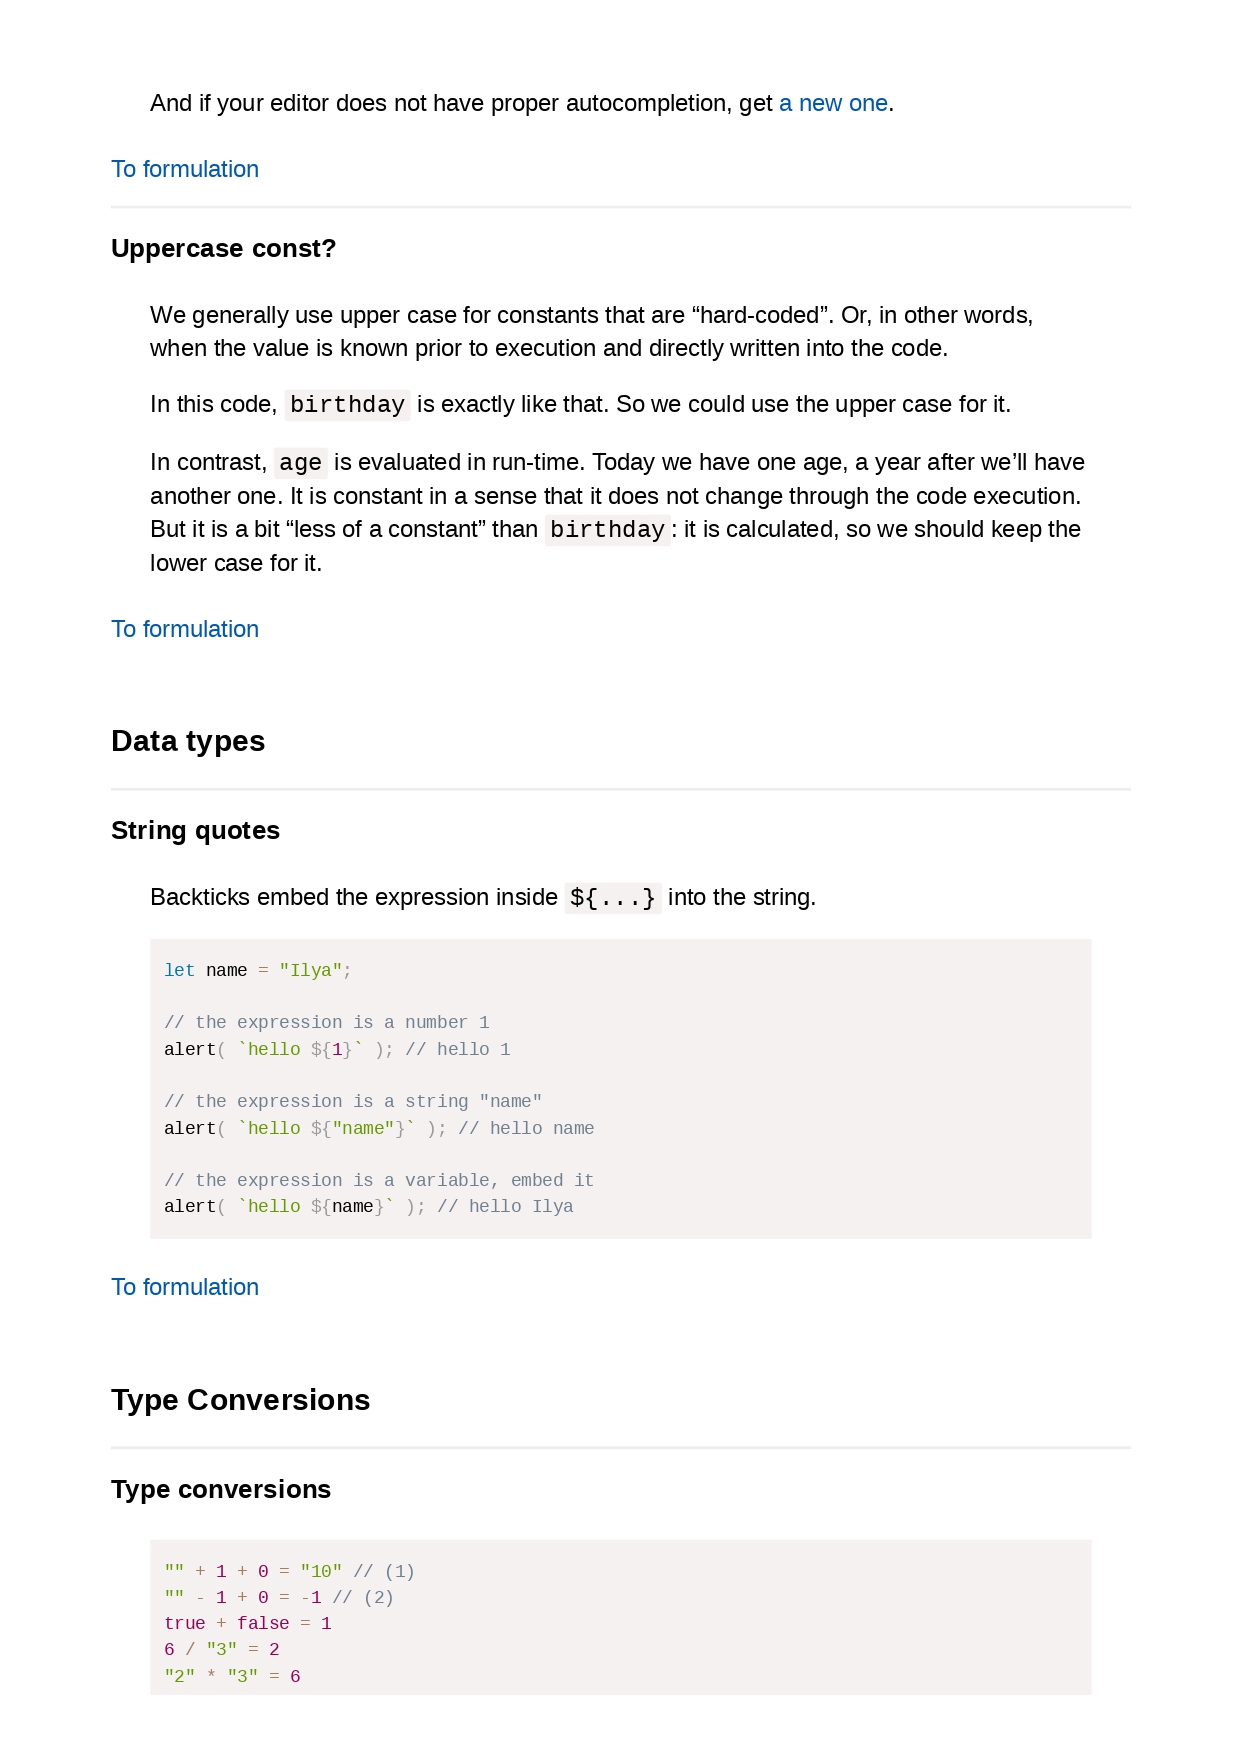 And if your editor does not have proper autocompletion, get a new one.
To formulation
Uppercase const?
We generally use upper case for constants that are “hard-coded”. Or, in other words,
when the value is known prior to execution and directly written into the code.
In this code, birthday is exactly like that. So we could use the upper case for it.
In contrast, age is evaluated in run-time. Today we have one age, a year after we’ll have
another one. It is constant in a sense that it does not change through the code execution.
But it is a bit “less of a constant” than birthday: it is calculated, so we should keep the
lower case for it.
To formulation
Data types
String quotes
Backticks embed the expression inside ${...} into the string.
let name = "Ilya";
// the expression is a number 1
alert( `hello ${1}` ); // hello 1
// the expression is a string "name"
alert( `hello ${"name"}` ); // hello name
// the expression is a variable, embed it
alert( `hello ${name}` ); // hello Ilya
To formulation
Type Conversions
Type conversions
"" + 1 + 0 = "10" // (1)
"" - 1 + 0 = -1 // (2)
true + false = 1
6 / "3" = 2
"2" * "3" = 6